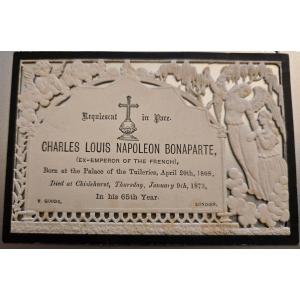 Requiescat in Pace.
CHARLES LOUIS NAPOLEON BONAPARTE,
(EX-EMPEROR OF THE FRENCH),
Born at the Palace of the Tuileries, April 20th, 1808,
Died at Chislehurst, Thursday, January 9th, 1873,
In his 65th Year.
LONDON.